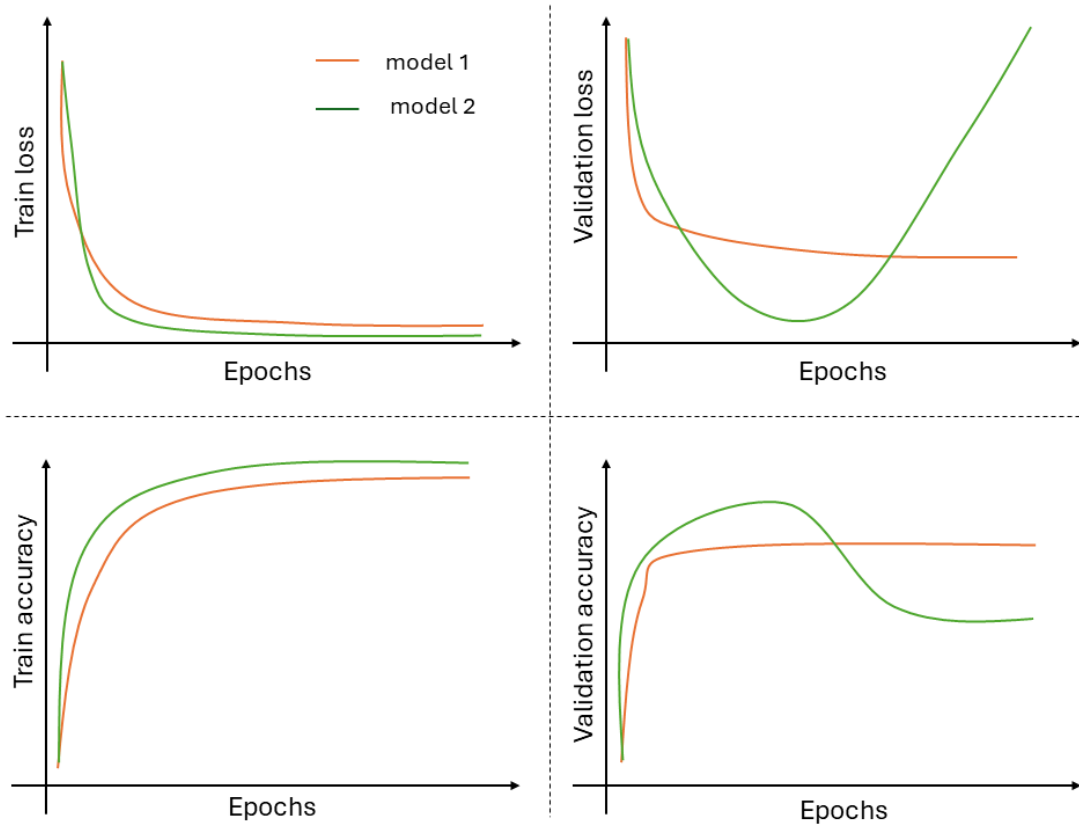 Train loss
model 1
model 2
Epochs
Validation loss
Epochs
Train accuracy
Epochs
Validation accuracy
Epochs